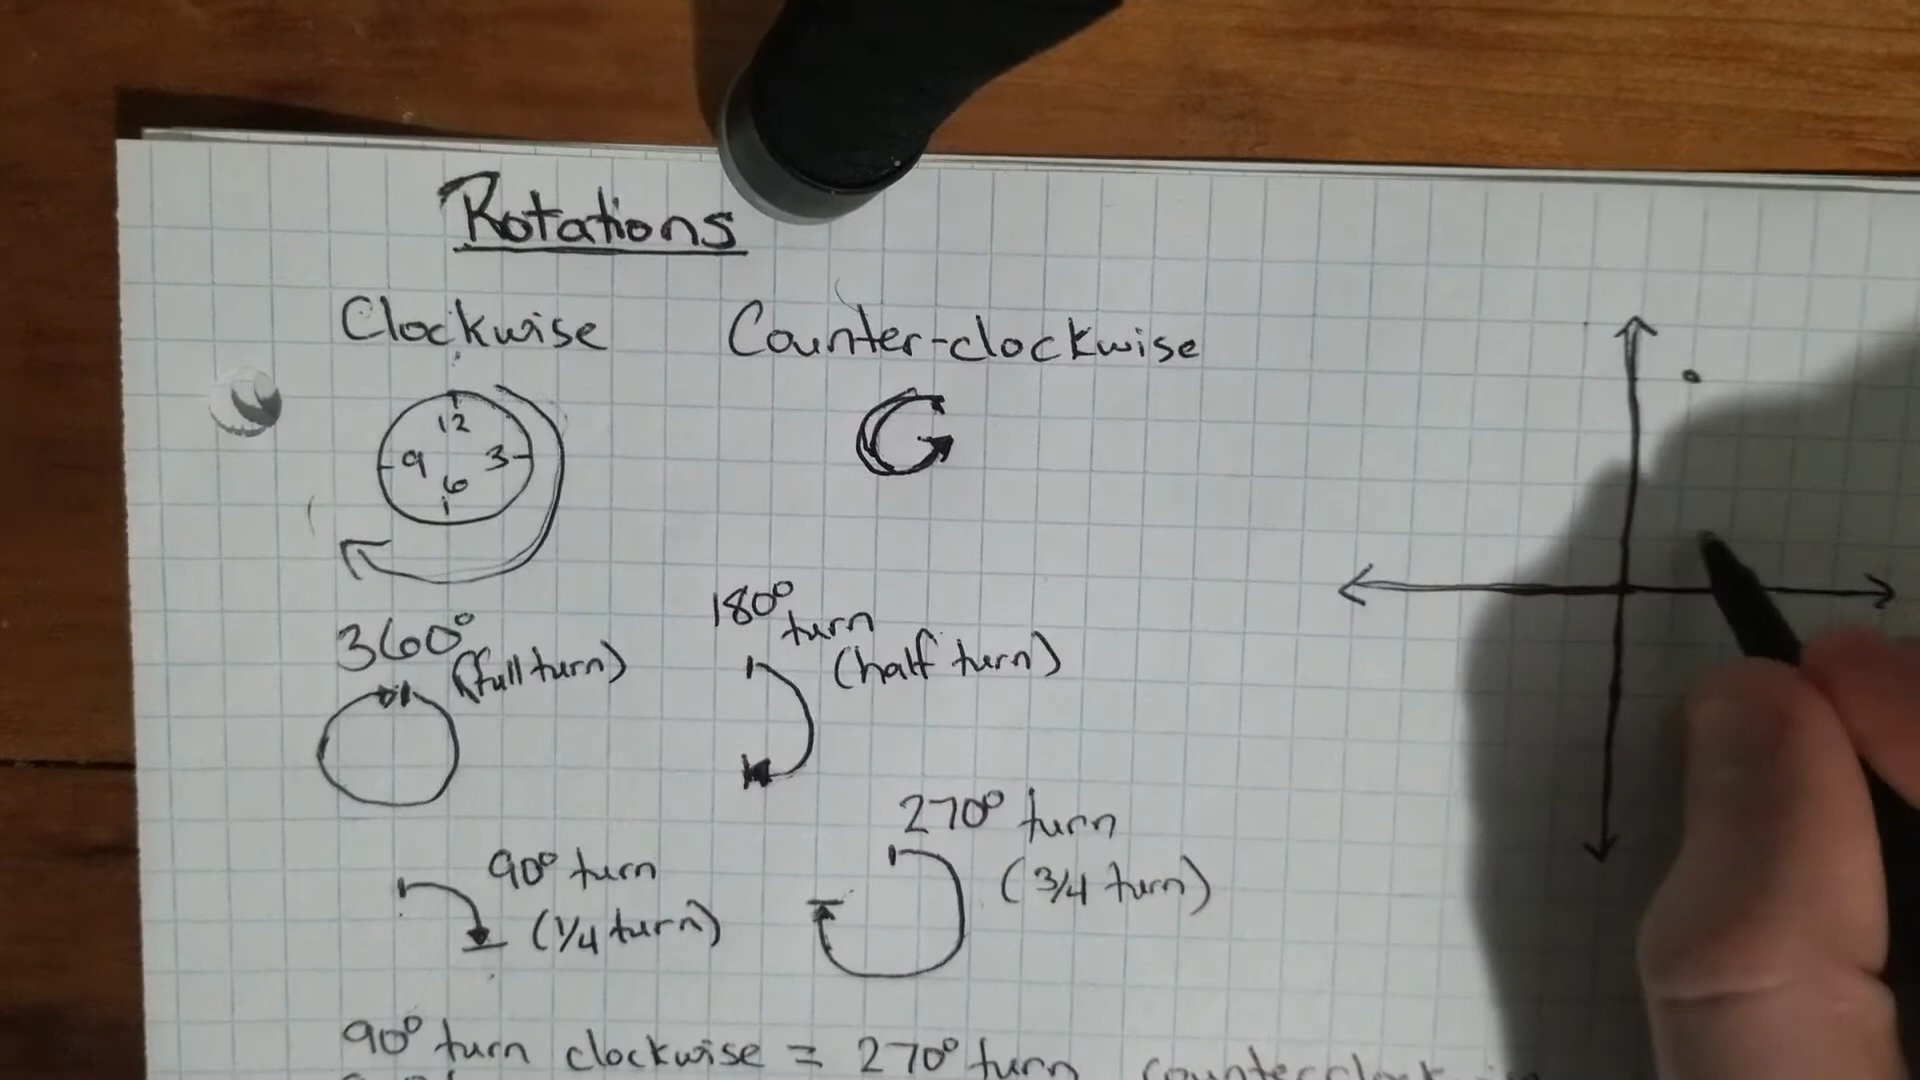 Rotations
Clockwise
Counter-clockwise
12
9 3
6
360°
(full turn)
180°
turn
(half turn)
270° turn
(3/4 turn)
90° turn
(1/4 turn)
90° turn clockwise = 270° turn